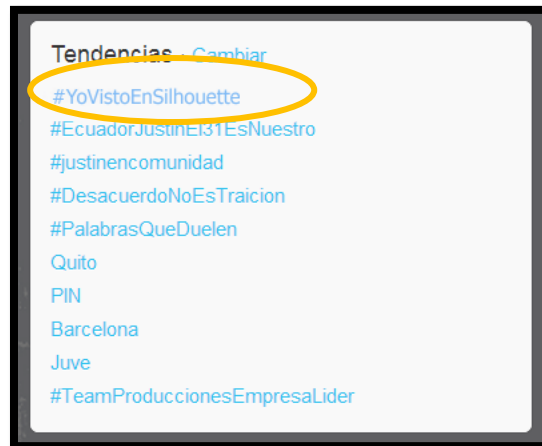 Tendencias · Cambiar
#YoVistoEnSilhouette
#EcuadorJustinEl31EsNuestro
#justinencomunidad
#DesacuerdoNoEsTraicion
#PalabrasQueDuelen
Quito
PIN
Barcelona
Juve
#TeamProduccionesEmpresaLider